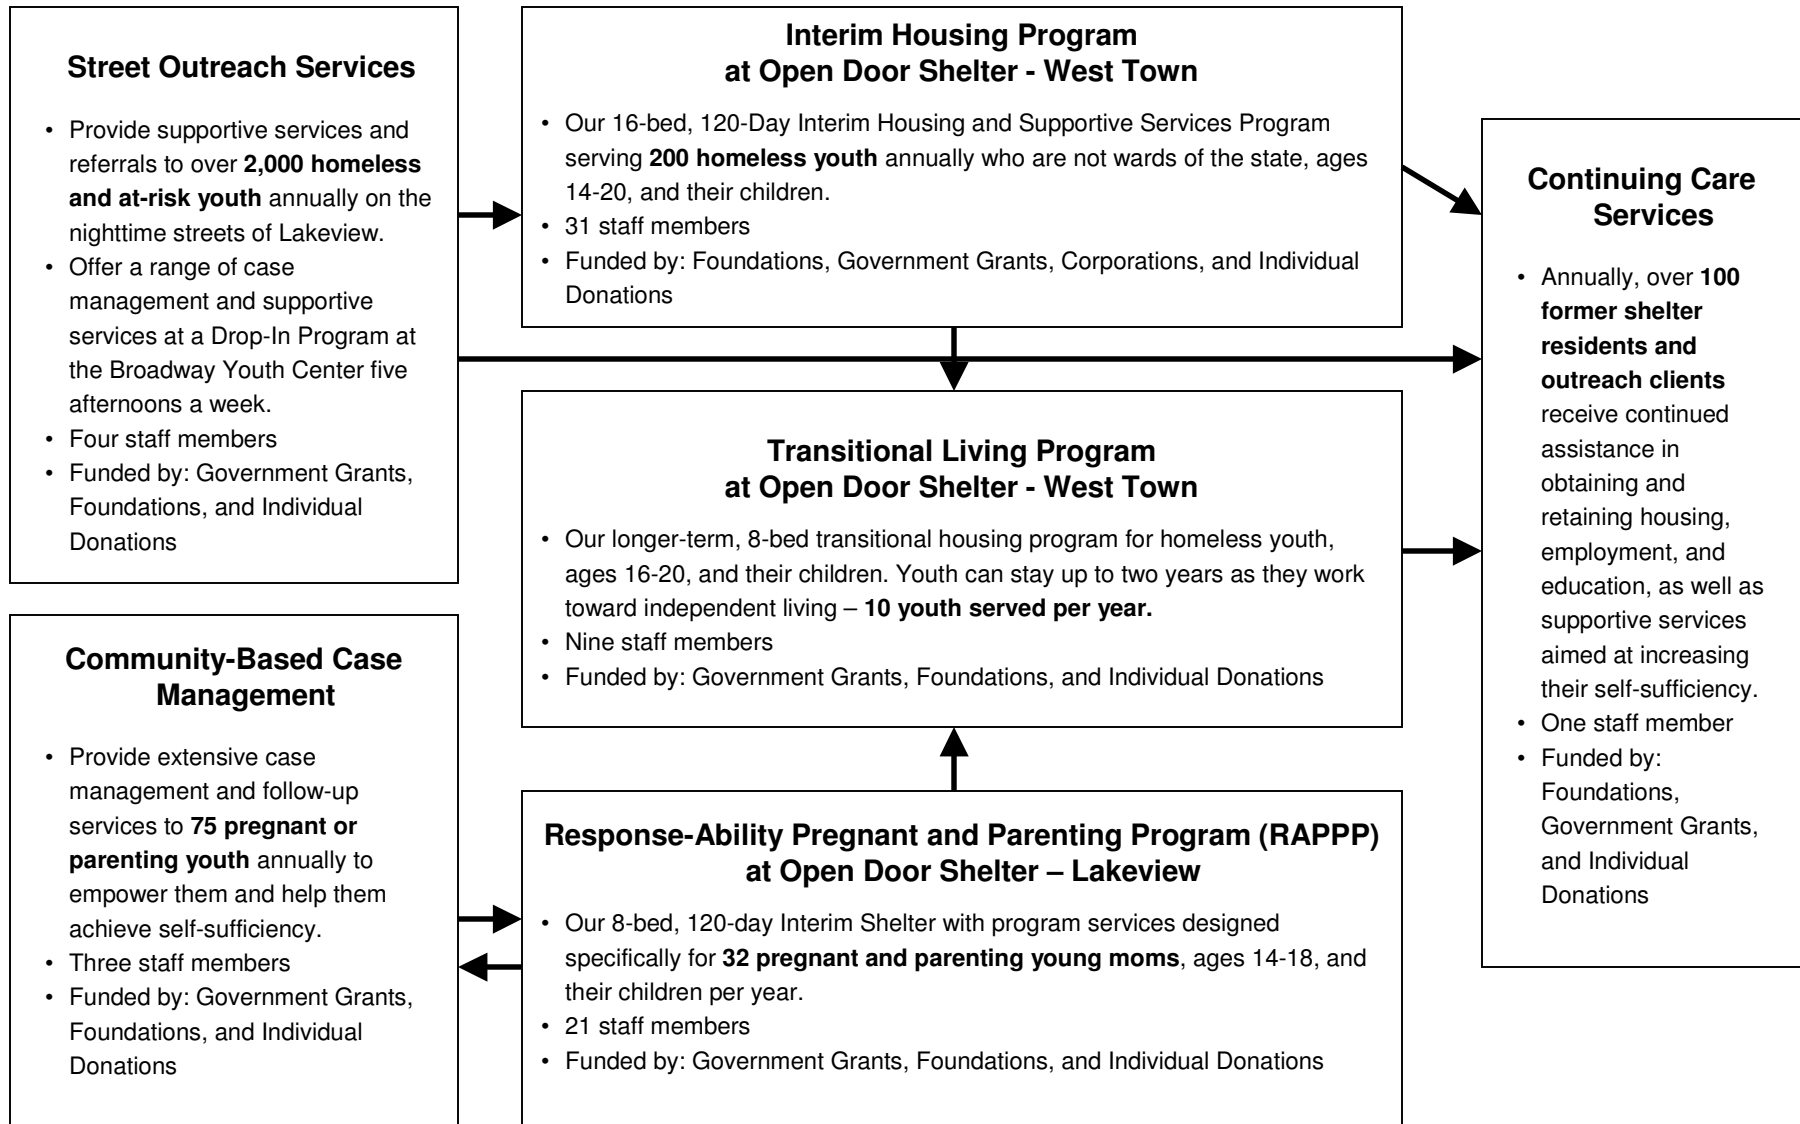 Street Outreach Services
• Provide supportive services and
referrals to over 2,000 homeless
and at-risk youth annually on the
nighttime streets of Lakeview.
• Offer a range of case
management and supportive
services at a Drop-In Program at
the Broadway Youth Center five
afternoons a week.
• Four staff members
• Funded by: Government Grants,
Foundations, and Individual
Donations
Community-Based Case
Management
• Provide extensive case
management and follow-up
services to 75 pregnant or
parenting youth annually to
empower them and help them
achieve self-sufficiency.
• Three staff members
• Funded by: Government Grants,
Foundations, and Individual
Donations
Interim Housing Program
at Open Door Shelter - West Town
• Our 16-bed, 120-Day Interim Housing and Supportive Services Program
serving 200 homeless youth annually who are not wards of the state, ages
14-20, and their children.
• 31 staff members
• Funded by: Foundations, Government Grants, Corporations, and Individual
Donations
Transitional Living Program
at Open Door Shelter - West Town
• Our longer-term, 8-bed transitional housing program for homeless youth,
ages 16-20, and their children. Youth can stay up to two years as they work
toward independent living – 10 youth served per year.
• Nine staff members
• Funded by: Government Grants, Foundations, and Individual Donations
Response-Ability Pregnant and Parenting Program (RAPPP)
at Open Door Shelter – Lakeview
• Our 8-bed, 120-day Interim Shelter with program services designed
specifically for 32 pregnant and parenting young moms, ages 14-18, and
their children per year.
• 21 staff members
• Funded by: Government Grants, Foundations, and Individual Donations
Continuing Care
Services
• Annually, over 100
former shelter
residents and
outreach clients
receive continued
assistance in
obtaining and
retaining housing,
employment, and
education, as well as
supportive services
aimed at increasing
their self-sufficiency.
• One staff member
• Funded by:
Foundations,
Government Grants,
and Individual
Donations